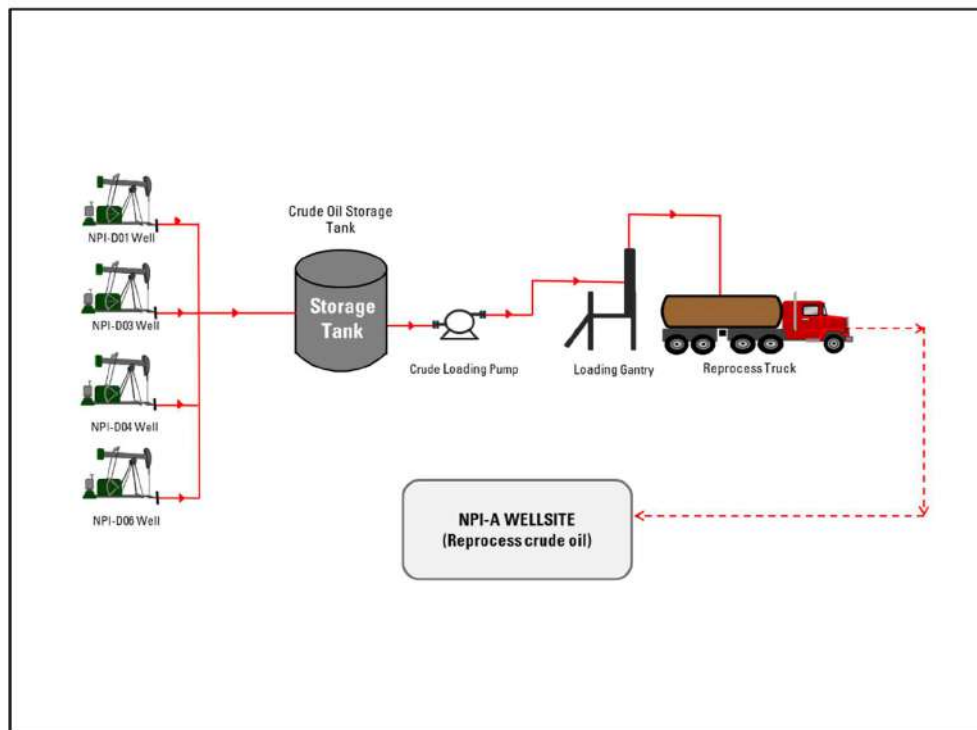 NPI-D01 Well
NPI-D03 Well
NPI-D04 Well
NPI-D06 Well
Crude Oil Storage
Tank
Storage
Tank
Crude Loading Pump
Loading Gantry
Reprocess Truck
NPI-A WELLSITE
(Reprocess crude oil)